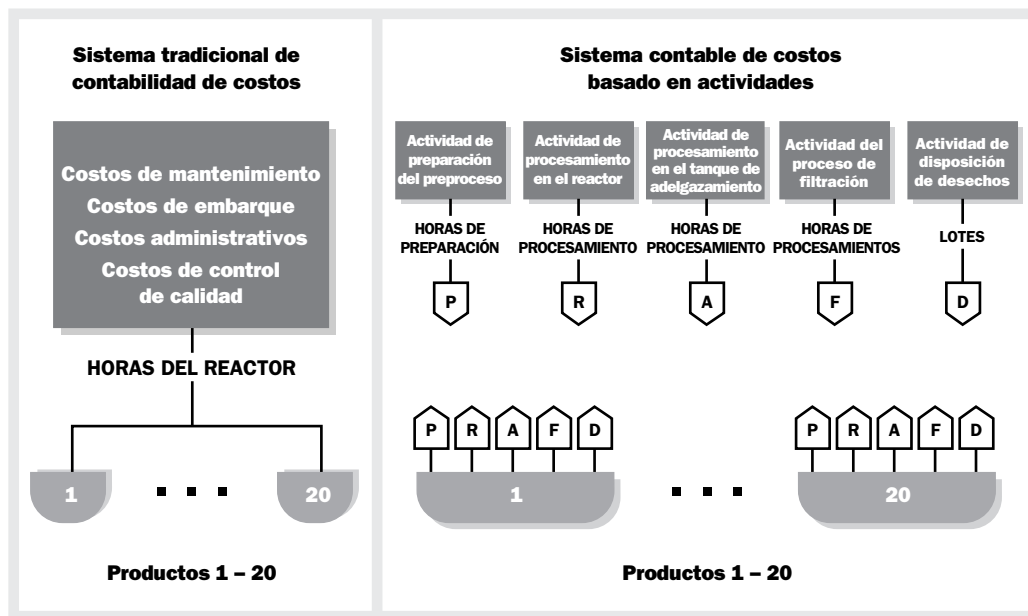 Sistema tradicional de
contabilidad de costos
Costos de mantenimiento
Costos de embarque
Costos administrativos
Costos de control
de calidad
HORAS DEL REACTOR
1
20
Productos 1 – 20
Sistema contable de costos
basado en actividades
Actividad de
preparación
del preproceso
HORAS DE
PREPARACIÓN
P
Actividad de
procesamiento
en el reactor
HORAS DE
PROCESAMIENTO
R
Actividad de
procesamiento
en el tanque de
adelgazamiento
HORAS DE
PROCESAMIENTO
A
Actividad del
proceso de
filtración
HORAS DE
PROCESAMIENTOS
F
Actividad de
disposición
de desechos
LOTES
D
P R A F D
1
P R A F D
20
Productos 1 – 20